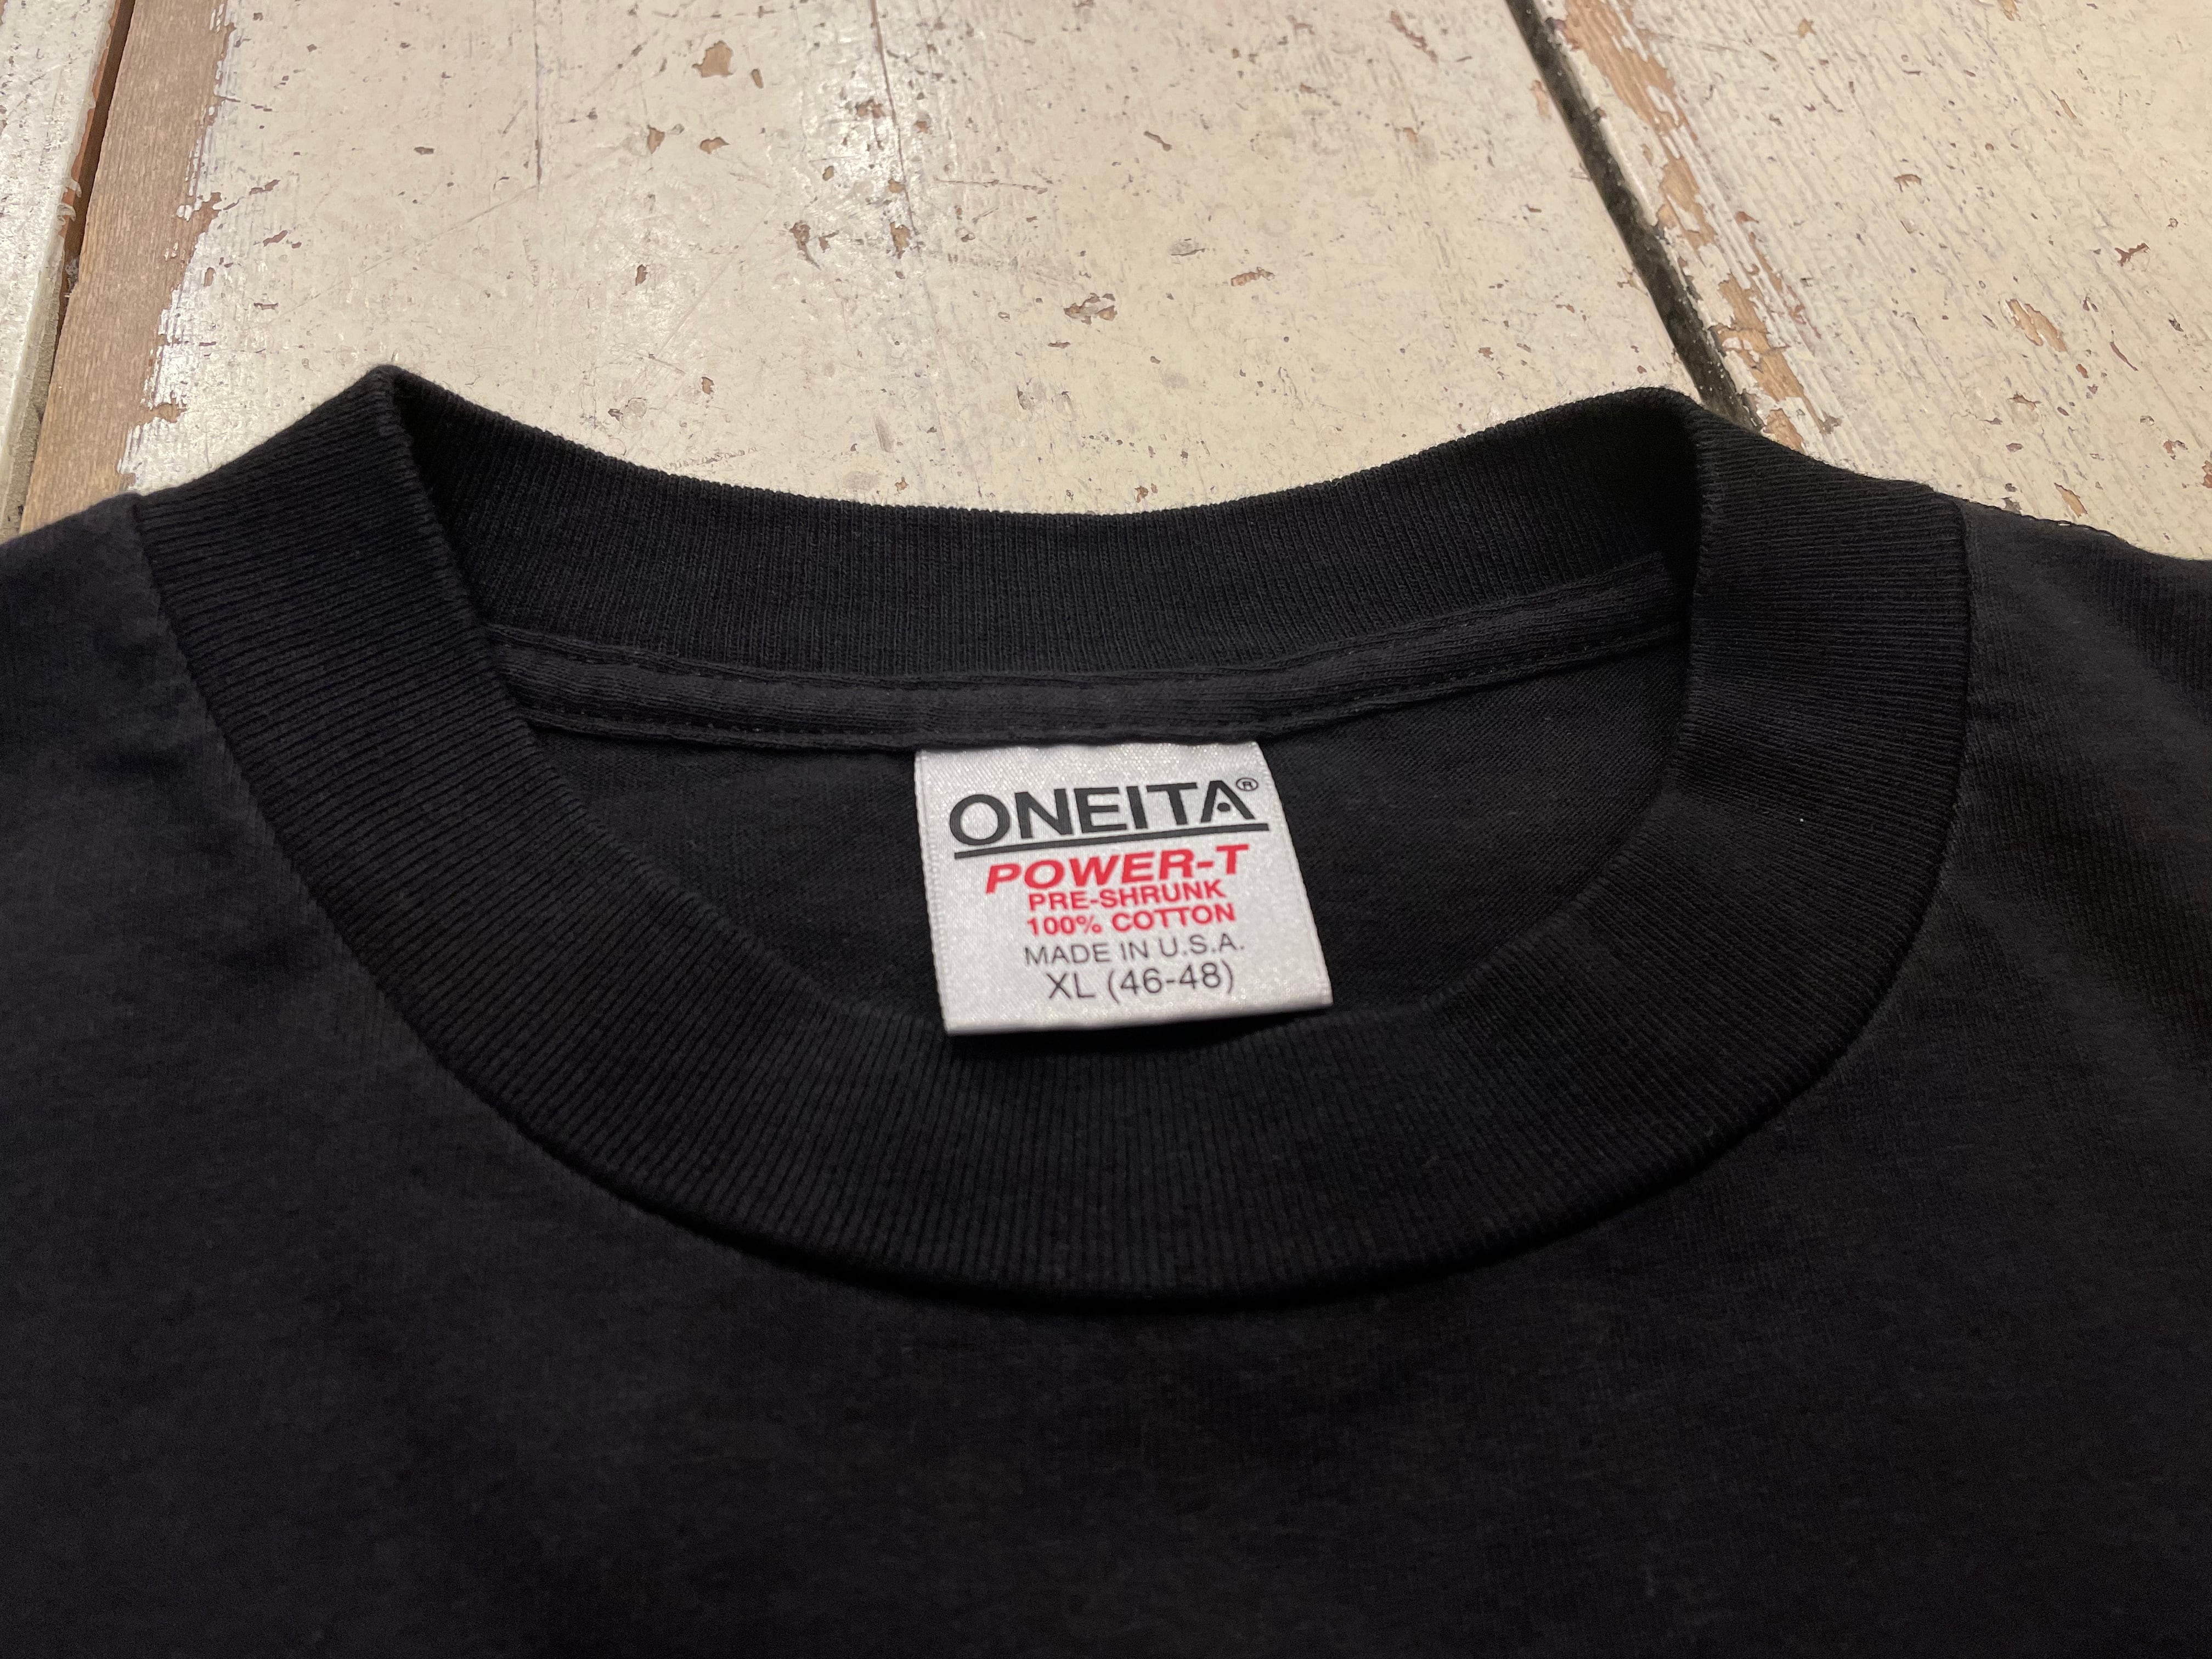 ONEITA®
POWER-T
PRE-SHRUNK
100% COTTON
MADE IN U.S.A.
XL (46-48)